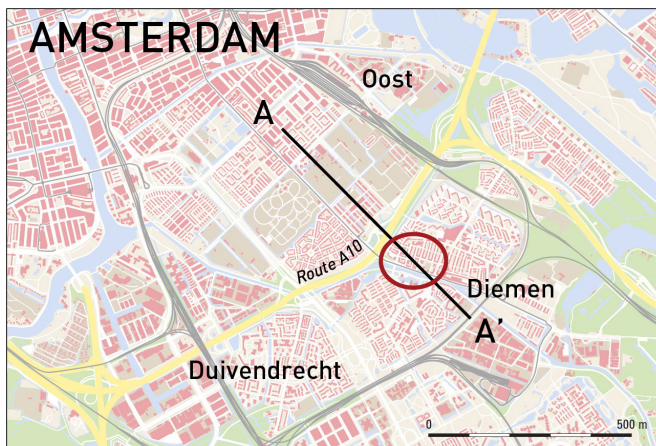 AMSTERDAM
Oost
A
Route A10
Diemen
A'
Duivendrecht
0 500 m